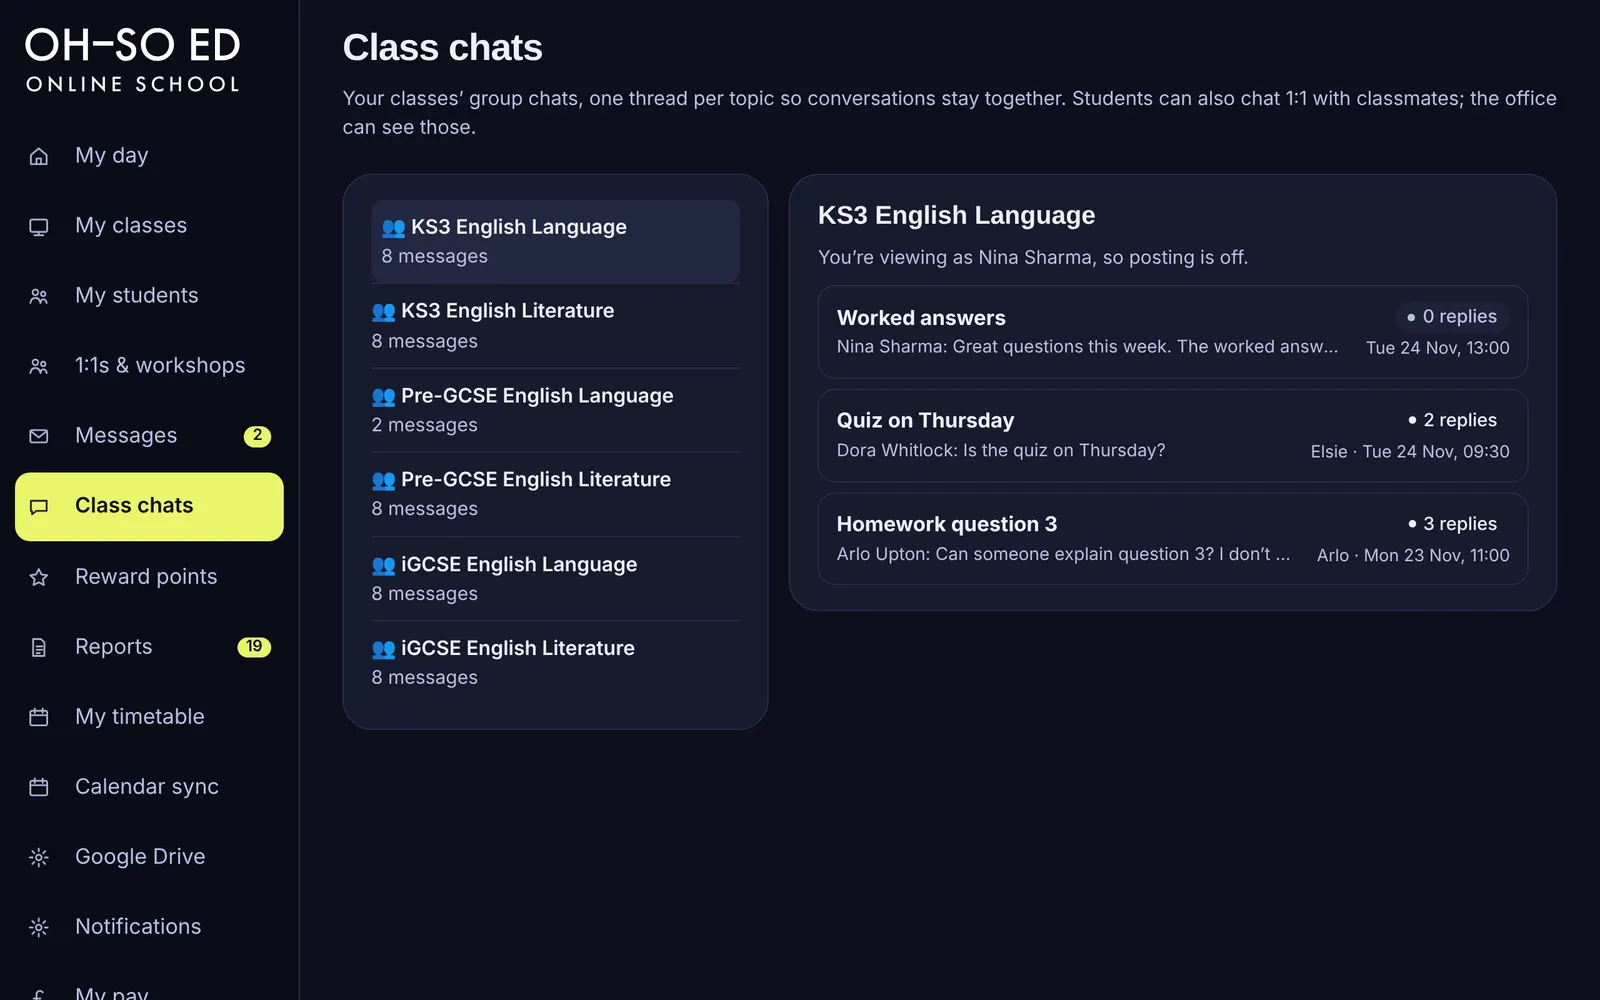 OH-SO ED
ONLINE SCHOOL
My day
My classes
My students
1:1s & workshops
Messages 2
Class chats
Reward points
Reports 19
My timetable
Calendar sync
Google Drive
Notifications
My pay
Class chats
Your classes’ group chats, one thread per topic so conversations stay together. Students can also chat 1:1 with classmates; the office
can see those.
KS3 English Language
8 messages
KS3 English Literature
8 messages
Pre-GCSE English Language
2 messages
Pre-GCSE English Literature
8 messages
iGCSE English Language
8 messages
iGCSE English Literature
8 messages
KS3 English Language
You’re viewing as Nina Sharma, so posting is off.
Worked answers • 0 replies
Nina Sharma: Great questions this week. The worked answ... Tue 24 Nov, 13:00
Quiz on Thursday • 2 replies
Dora Whitlock: Is the quiz on Thursday? Elsie · Tue 24 Nov, 09:30
Homework question 3 • 3 replies
Arlo Upton: Can someone explain question 3? I don’t ... Arlo · Mon 23 Nov, 11:00